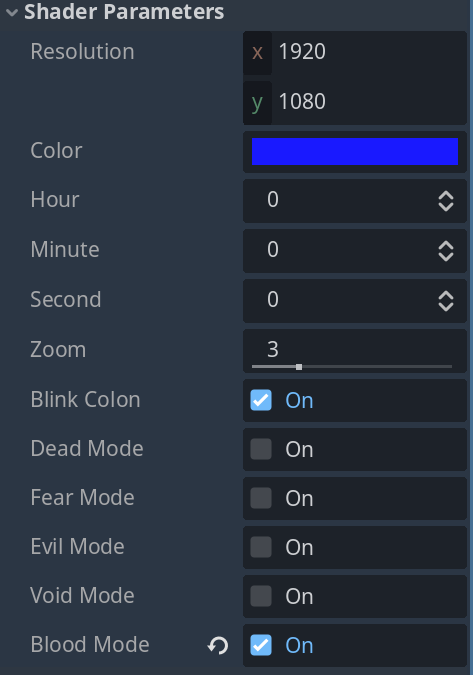 Shader Parameters
Resolution x 1920
y 1080
Color
Hour 0
Minute 0
Second 0
Zoom 3
Blink Colon On
Dead Mode On
Fear Mode On
Evil Mode On
Void Mode On
Blood Mode On